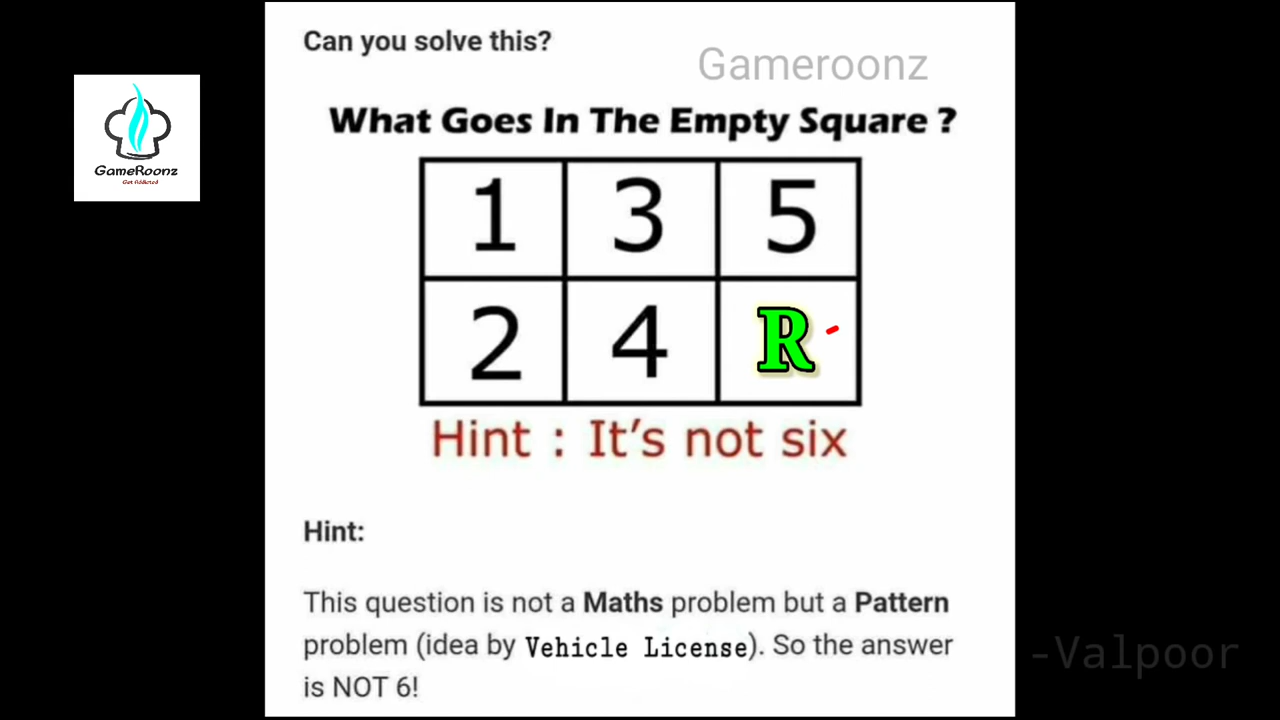 Can you solve this?
Gameroonz
What Goes In The Empty Square ?
1 3 5
2 4 R
Hint : It's not six
Hint:
This question is not a Maths problem but a Pattern
problem (idea by Vehicle License). So the answer
is NOT 6!
GameRoonz
Get Addicted
-Valpoor